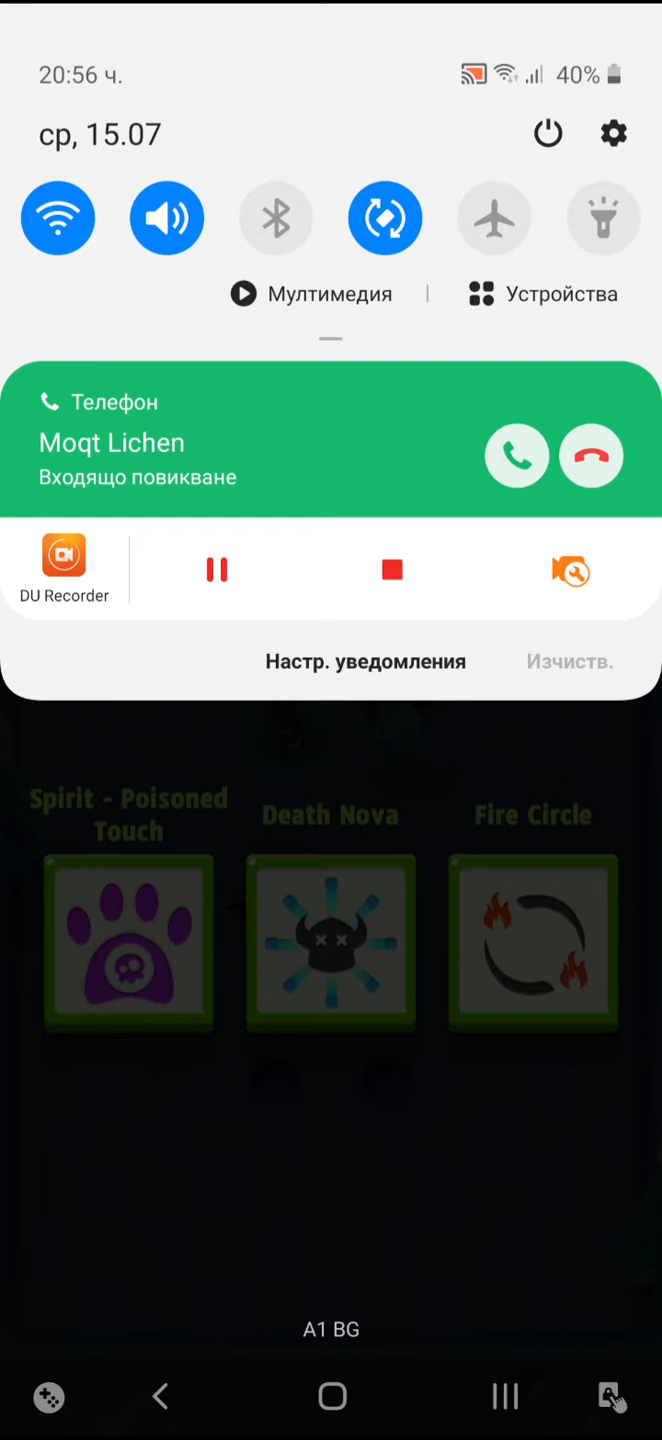 20:56 ч.
40%
ср, 15.07
Мултимедия | Устройства
Телефон
Moqt Lichen
Входящо повикване
DU Recorder
Настр. уведомления Изчиств.
Spirit - Poisoned
Touch
Death Nova
Fire Circle
A1 BG